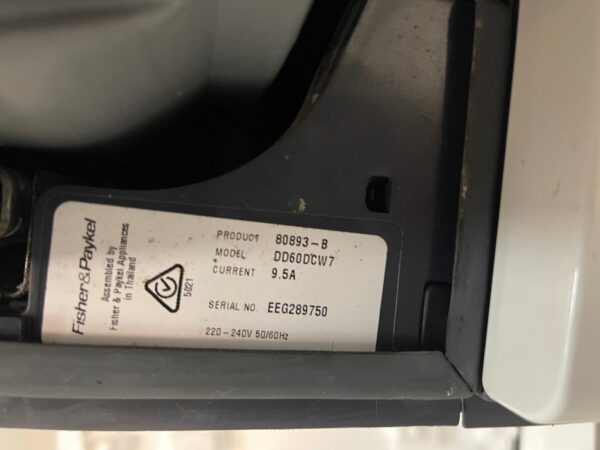 Fisher&Paykel
Assembled by
Fisher & Paykel Appliances
in Thailand
5021
PRODUCT 80893-B
MODEL DD60DCW7
CURRENT 9.5A
SERIAL NO. EEG289750
220-240V 50/60Hz